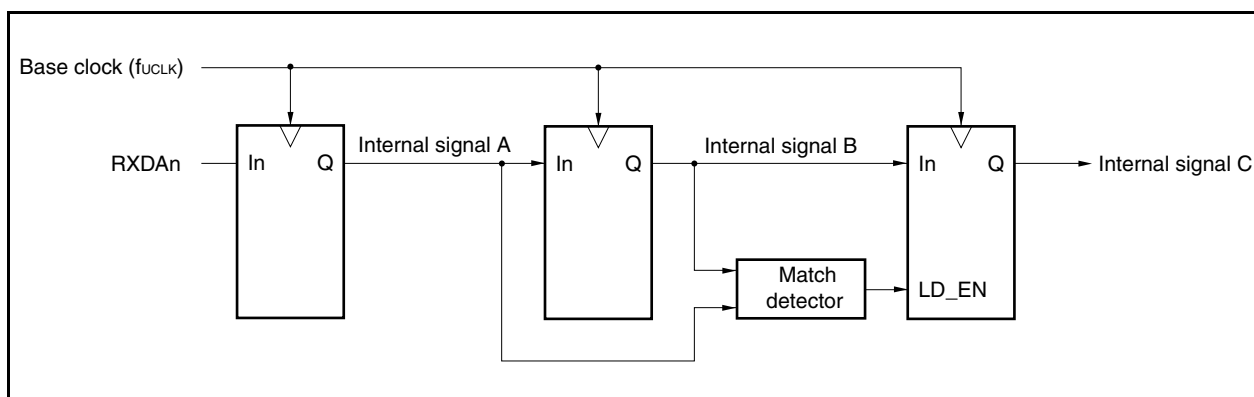 Base clock (fUCLK)
RXDAn
In
Q
Internal signal A
In
Q
Internal signal B
In
Q
Internal signal C
Match
detector
LD_EN